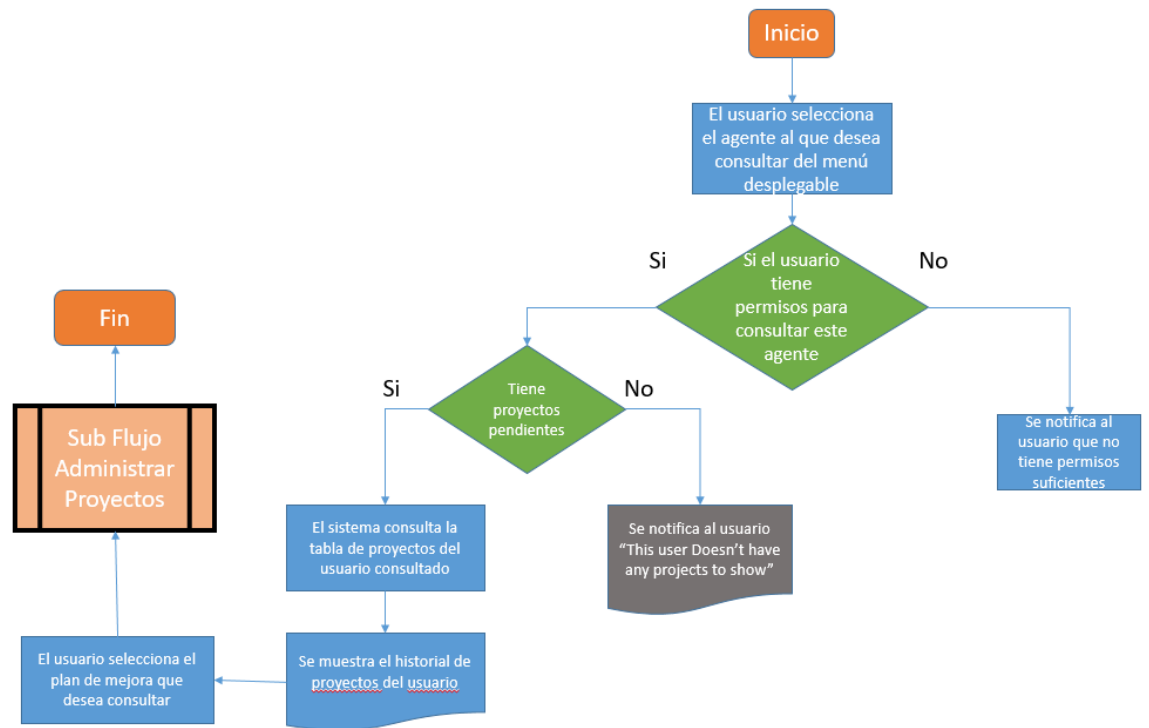 Inicio
El usuario selecciona
el agente al que desea
consultar del menú
desplegable
Si
Si el usuario
tiene
permisos para
consultar este
agente
No
Fin
Si
Tiene
proyectos
pendientes
No
Sub Flujo
Administrar
Proyectos
Se notifica al
usuario que no
tiene permisos
suficientes
El sistema consulta la
tabla de proyectos del
usuario consultado
Se notifica al usuario
“This user Doesn’t have
any projects to show”
El usuario selecciona el
plan de mejora que
desea consultar
Se muestra el historial de
proyectos del usuario